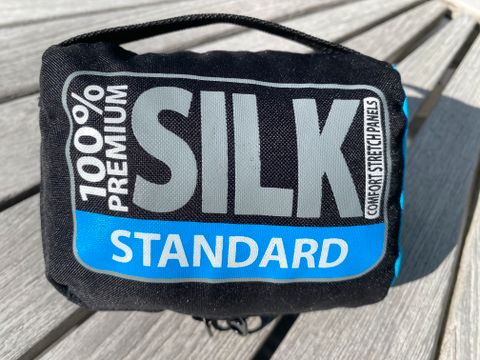 100%
PREMIUM
SILK
COMFORT STRETCH PANELS
STANDARD